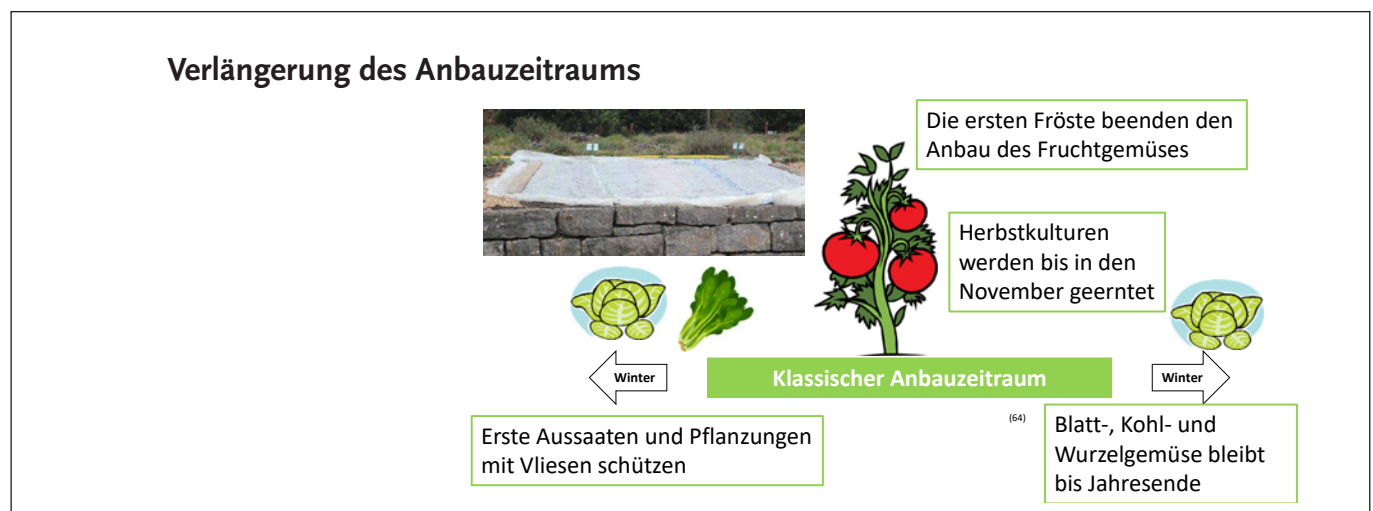 Verlängerung des Anbauzeitraums
Die ersten Fröste beenden den
Anbau des Fruchtgemüses
Herbstkulturen
werden bis in den
November geerntet
Winter
Klassischer Anbauzeitraum
Winter
Erste Aussaaten und Pflanzungen
mit Vliesen schützen
(64)
Blatt-, Kohl- und
Wurzelgemüse bleibt
bis Jahresende